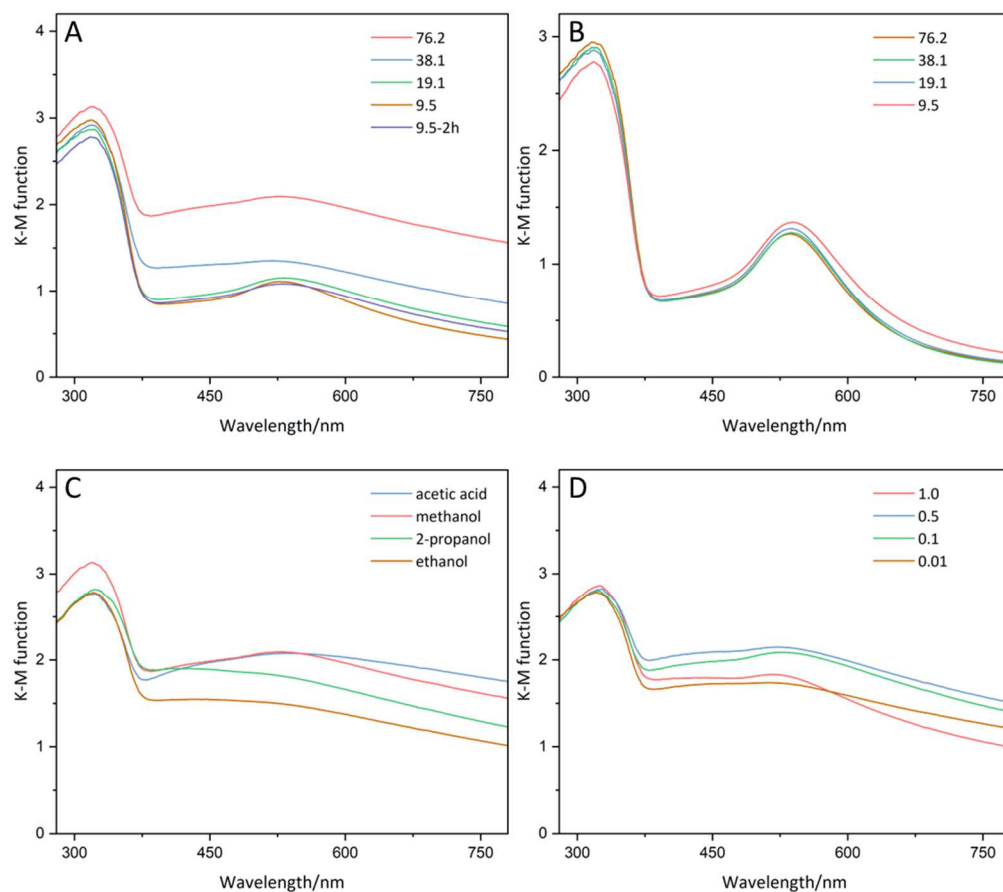 A
76.2
38.1
19.1
9.5
9.5-2h
4
3
2
1
0
K-M function
300
450
600
750
Wavelength/nm
B
76.2
38.1
19.1
9.5
3
2
1
0
K-M function
300
450
600
750
Wavelength/nm
C
acetic acid
methanol
2-propanol
ethanol
4
3
2
1
0
K-M function
300
450
600
750
Wavelength/nm
D
1.0
0.5
0.1
0.01
4
3
2
1
0
K-M function
300
450
600
750
Wavelength/nm